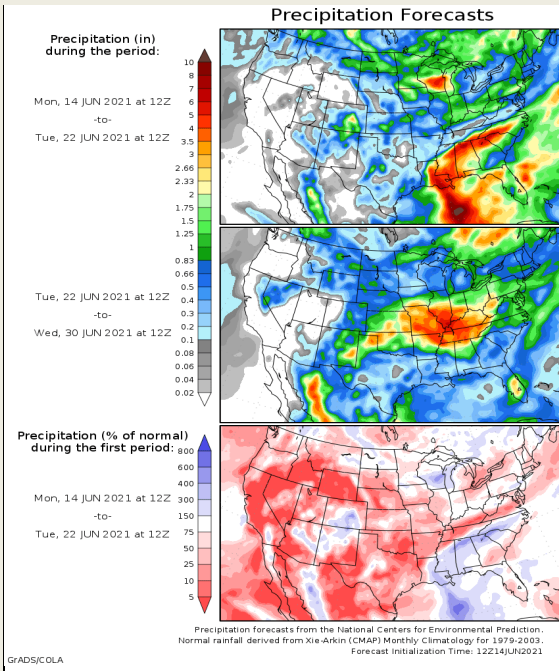 Precipitation Forecasts
Precipitation (in)
during the period:
Mon, 14 JUN 2021 at 12Z
-to-
Tue, 22 JUN 2021 at 12Z
10
8
7
6
5
4
3.5
3
2.66
2.33
2
1.75
1.5
1.25
1
0.83
0.66
0.5
0.4
0.3
0.2
0.1
0.08
0.06
0.04
0.02
Tue, 22 JUN 2021 at 12Z
-to-
Wed, 30 JUN 2021 at 12Z
Precipitation (% of normal)
during the first period:
Mon, 14 JUN 2021 at 12Z
-to-
Tue, 22 JUN 2021 at 12Z
800
600
400
300
150
75
50
25
10
5
Precipitation forecasts from the National Centers for Environmental Prediction.
Normal rainfall derived from Xie-Arkin (CMAP) Monthly Climatology for 1979-2003.
Forecast Initialization Time: 12Z14JUN2021
GrADS/COLA